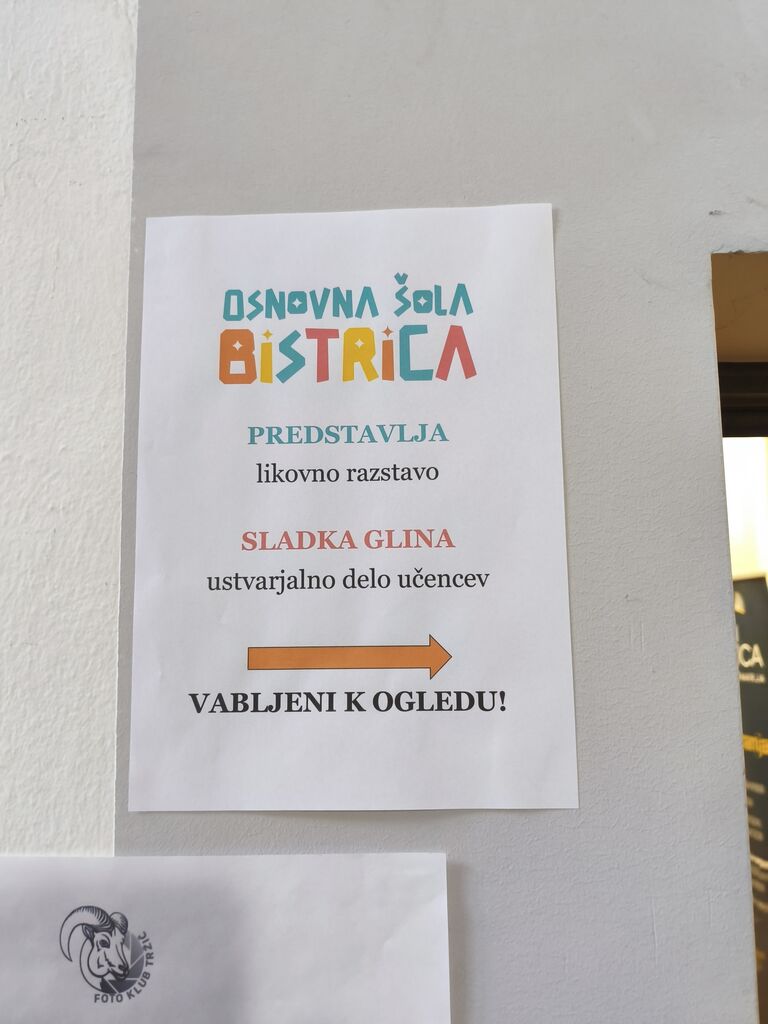 OSNOVNA ŠOLA
BISTRICA
PREDSTAVLJA
likovno razstavo
SLADKA GLINA
ustvarjalno delo učencev
VABLJENI K OGLEDU!
FOTO KLUB TRŽIČ